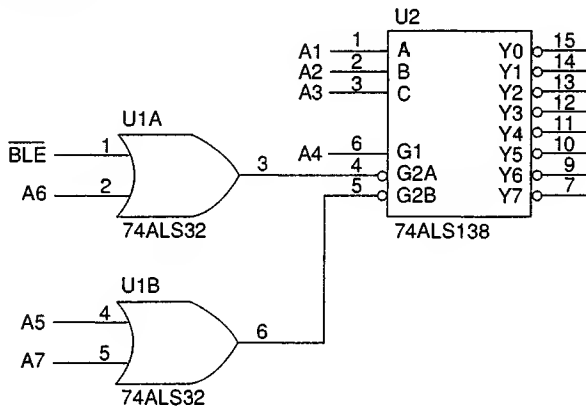 U2
A1 1 A Y0 15
A2 2 B Y1 14
A3 3 C Y2 13
Y3 12
Y4 11
A4 6 G1 Y5 10
4 G2A Y6 9
5 G2B Y7 7
74ALS138
U1A
BLE 1
3
A6 2
74ALS32
U1B
A5 4
6
A7 5
74ALS32